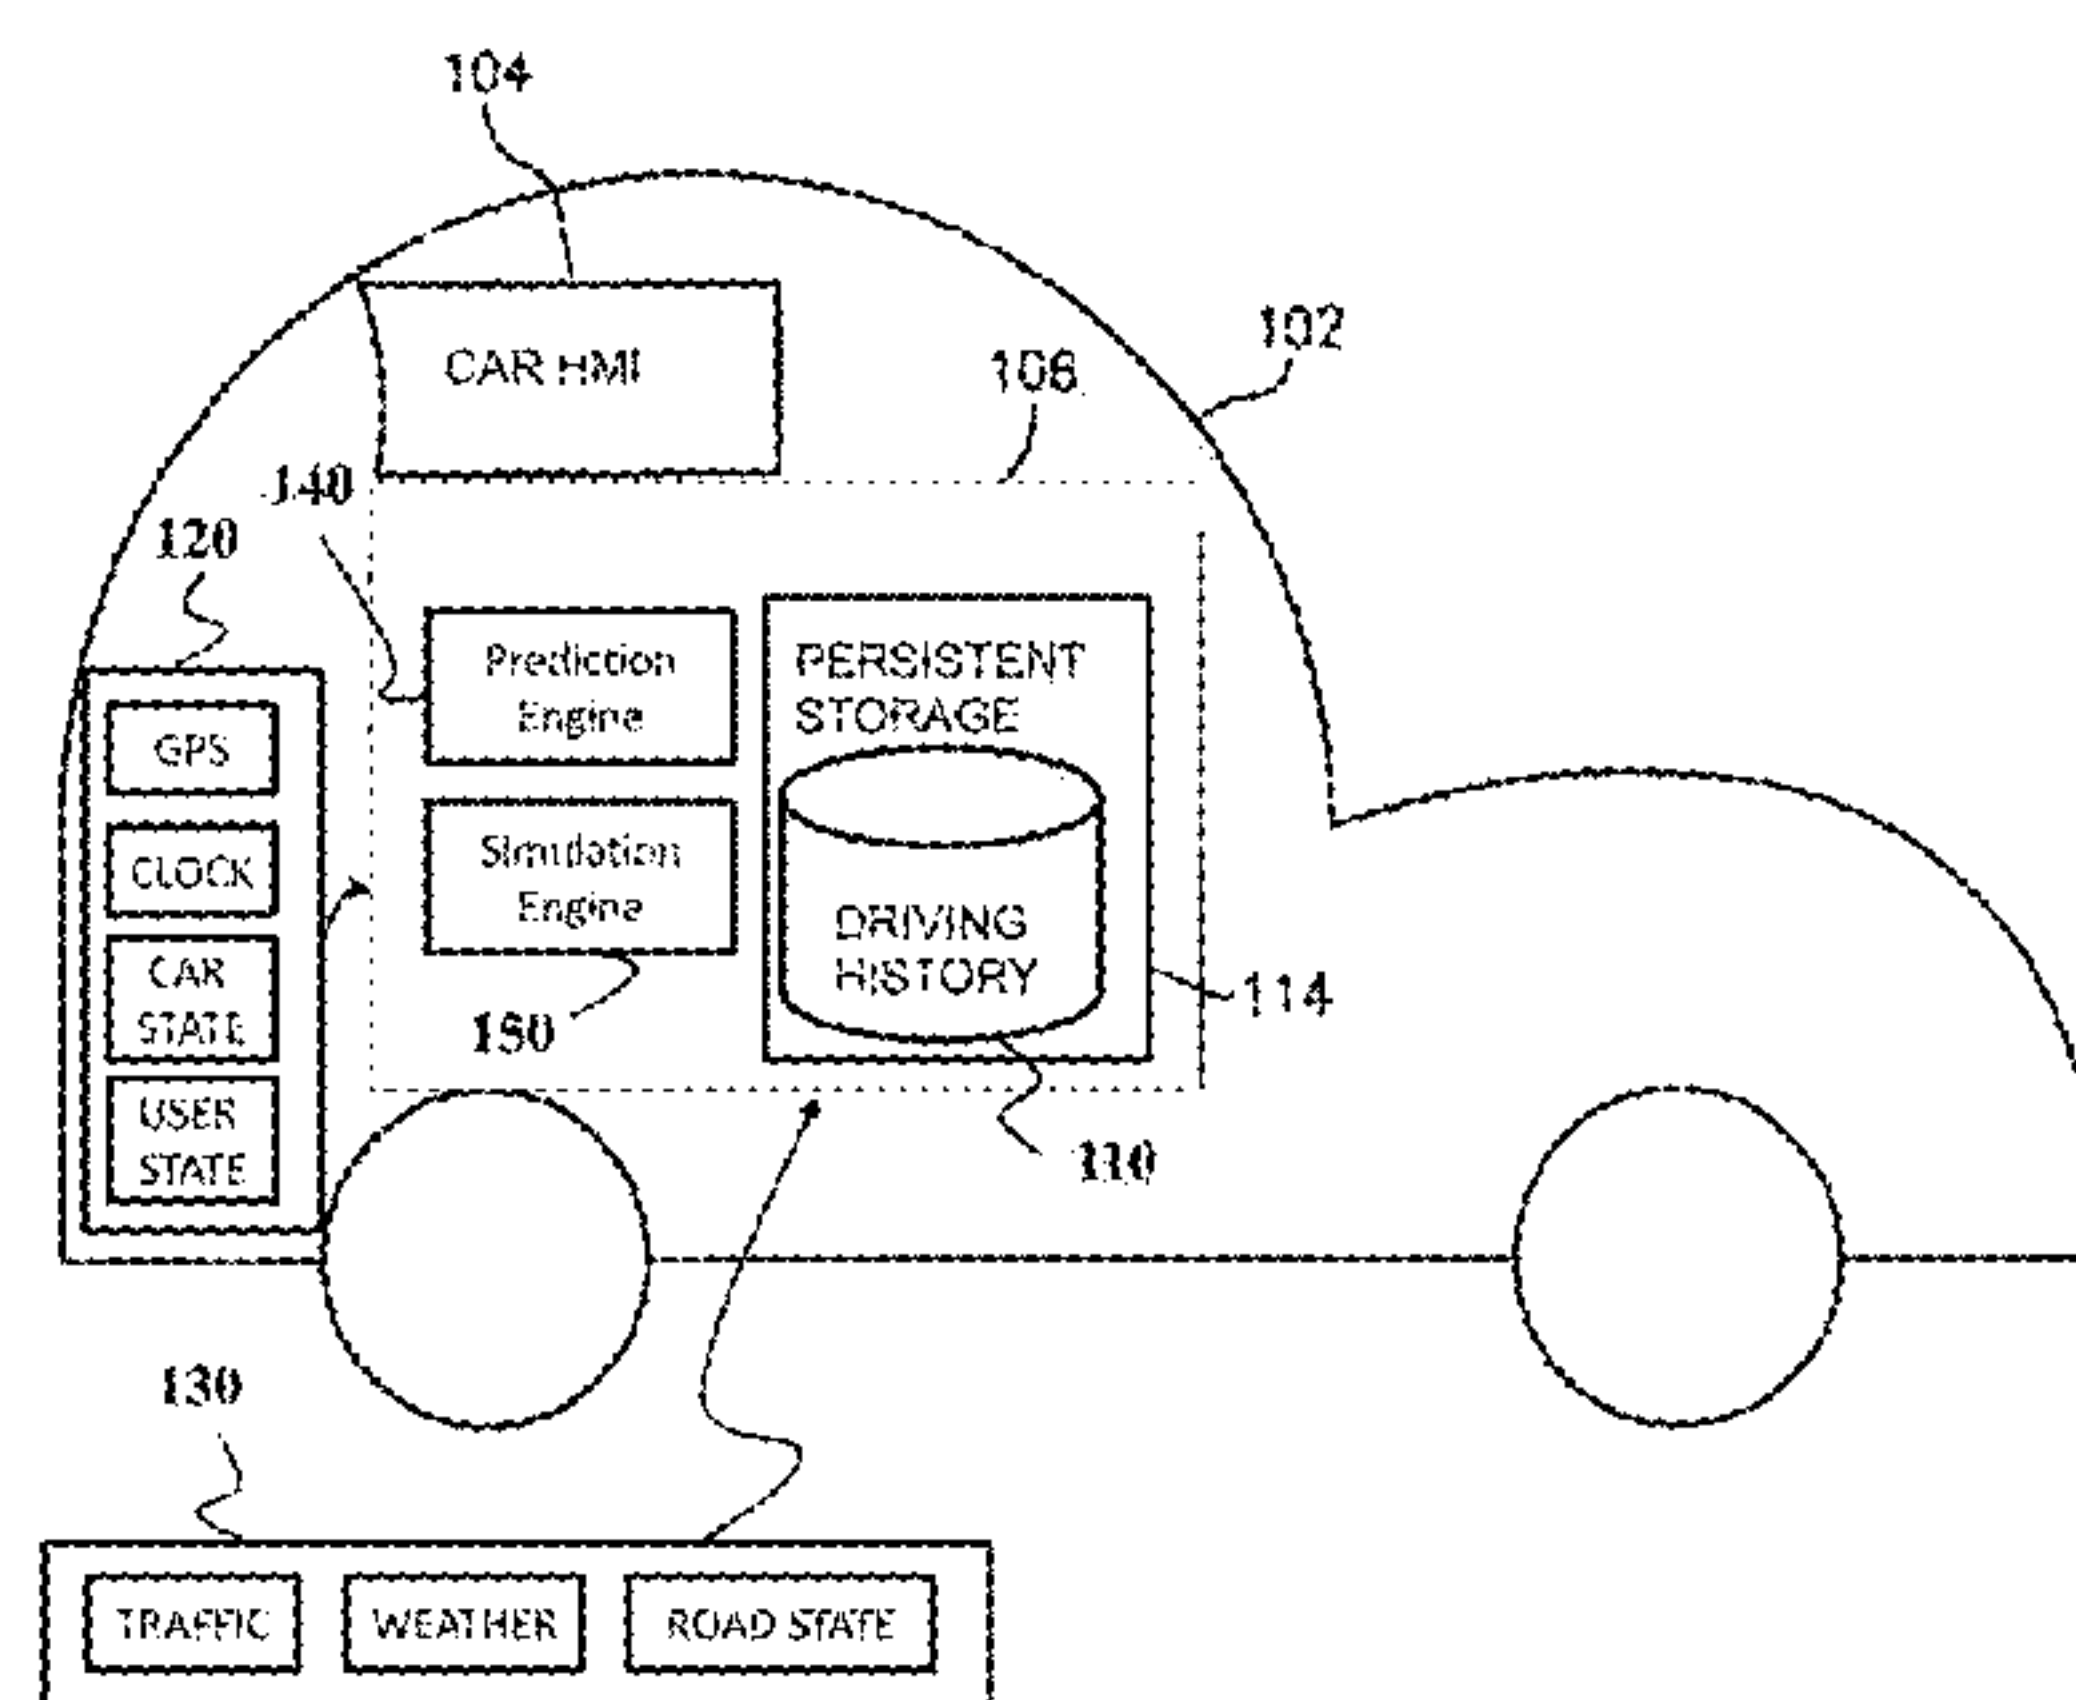 104
CAR HMI
102
106
140
120
Prediction
Engine
PERSISTENT
STORAGE
GPS
CLOCK
Simulation
Engine
DRIVING
HISTORY
CAR
STATE
114
150
USER
STATE
110
130
TRAFFIC
WEATHER
ROAD STATE